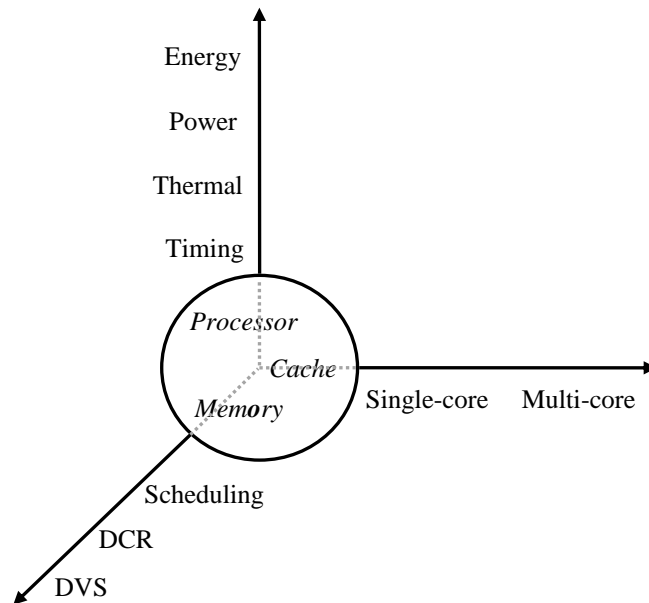 Energy
Power
Thermal
Timing
Processor
Cache
Memory
Single-core Multi-core
Scheduling
DCR
DVS